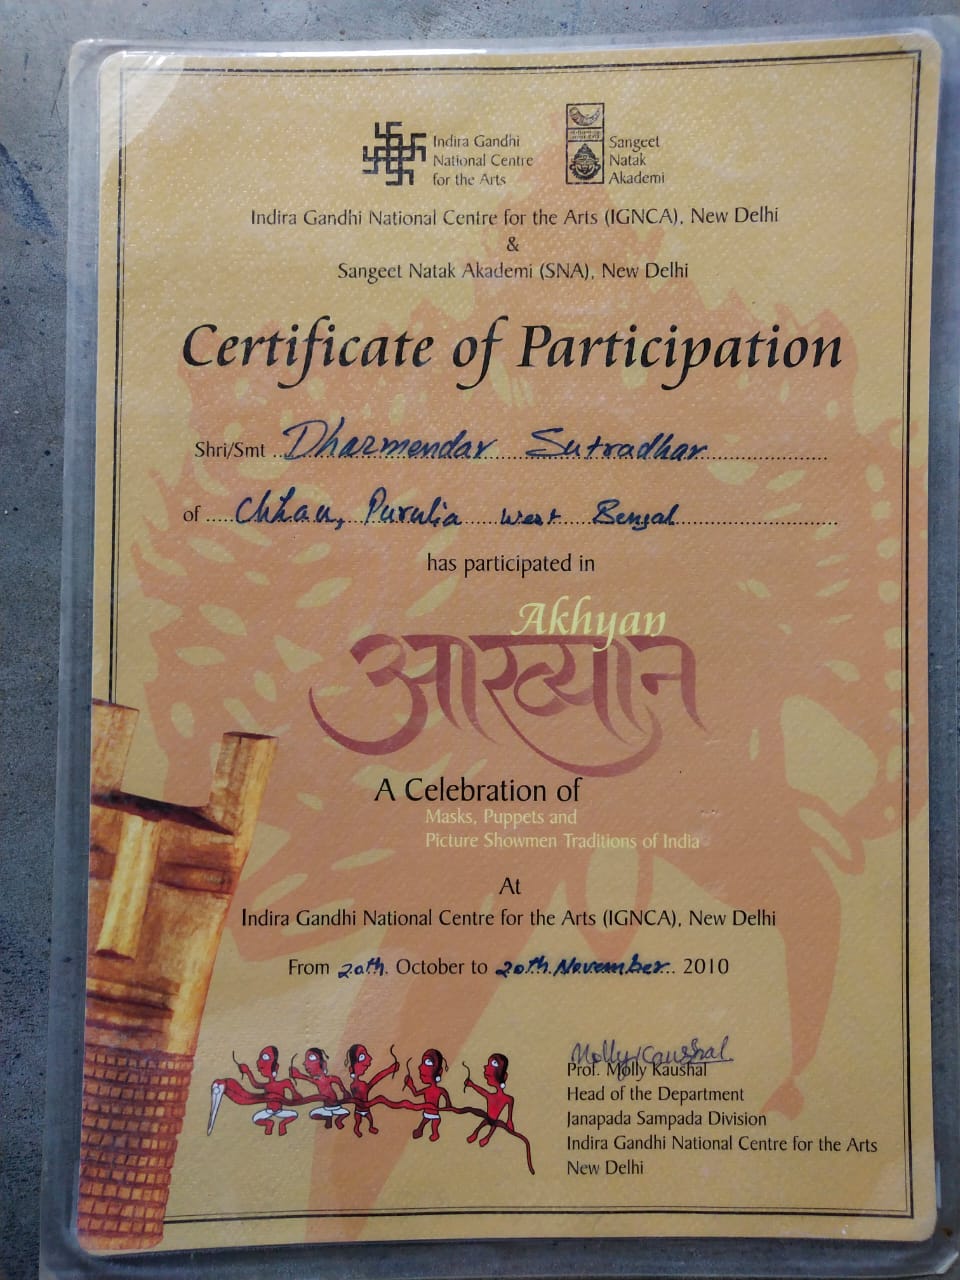 Indira Gandhi
National Centre
for the Arts
Sangeet
Natak
Akademi
Indira Gandhi National Centre for the Arts (IGNCA), New Delhi
&
Sangeet Natak Akademi (SNA), New Delhi
Certificate of Participation
Shri/Smt Dharmendar Sutradhar
of Chhau, Purulia West Bengal
has participated in
Akhyan
आख्यान
A Celebration of
Masks, Puppets and
Picture Showmen Traditions of India
At
Indira Gandhi National Centre for the Arts (IGNCA), New Delhi
From 20th October to 20th November 2010
Molly Kaushal
Prof. Molly Kaushal
Head of the Department
Janapada Sampada Division
Indira Gandhi National Centre for the Arts
New Delhi